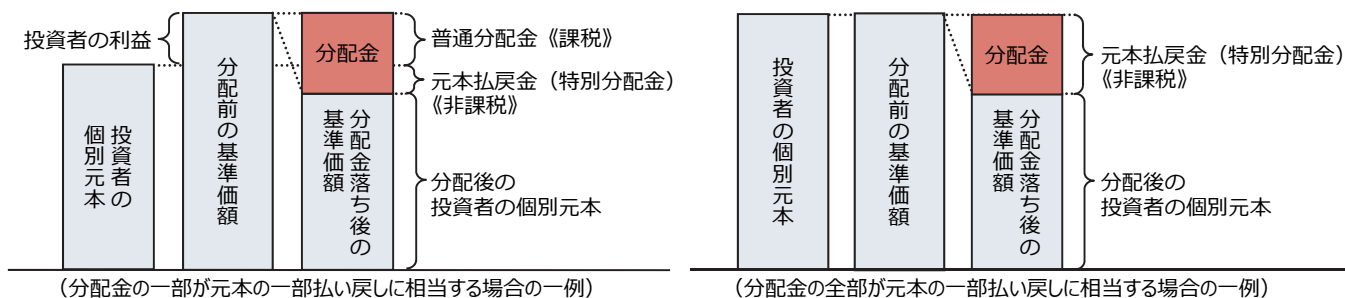 投資者の利益
投資者の
個別元本
分配前の基準価額
分配金
分配金落ち後の
基準価額
普通分配金《課税》
元本払戻金（特別分配金）
《非課税》
分配後の
投資者の個別元本
（分配金の一部が元本の一部払い戻しに相当する場合の一例）
投資者の個別元本
分配前の基準価額
分配金
分配金落ち後の
基準価額
元本払戻金（特別分配金）
《非課税》
分配後の
投資者の個別元本
（分配金の全部が元本の一部払い戻しに相当する場合の一例）